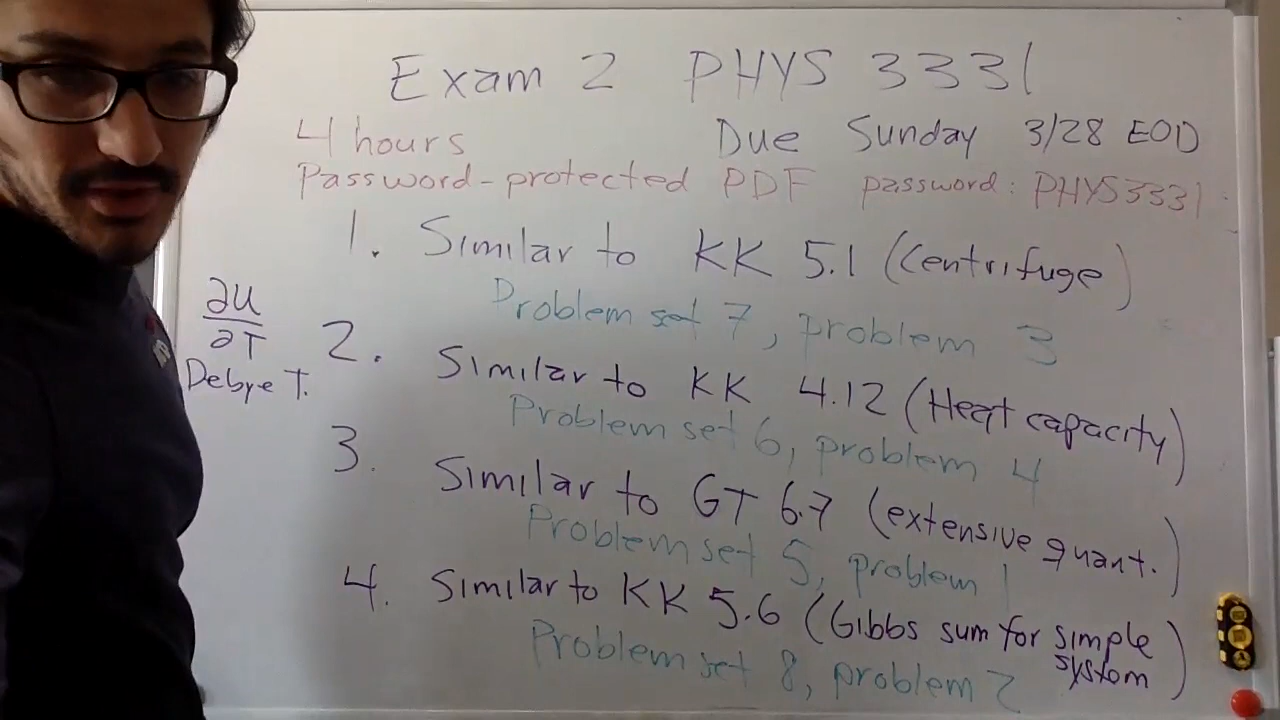 Exam 2 PHYS 3331
4 hours Due Sunday 3/28 EOD
Password-protected PDF password: PHYS3331
1. Similar to KK 5.1 (Centrifuge)
Problem set 7, problem 3
∂U
∂T
Debye T.
2. Similar to KK 4.12 (Heat capacity)
Problem set 6, problem 4
3. Similar to GT 6.7 (extensive quant.)
Problem set 5, problem 1
4. Similar to KK 5.6 (Gibbs sum for simple system)
Problem set 8, problem 2